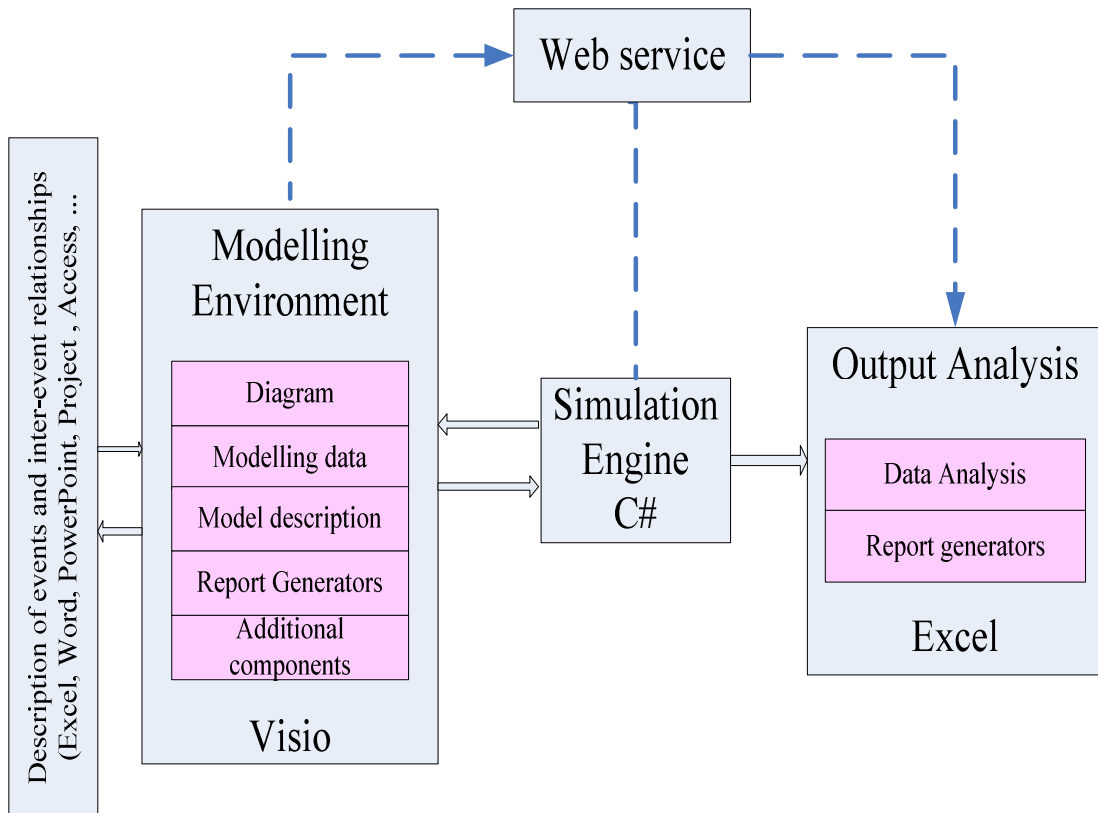 Web service
Description of events and inter-event relationships
(Excel, Word, PowerPoint, Project , Access, ...
Modelling
Environment
Diagram
Modelling data
Model description
Report Generators
Additional
components
Visio
Simulation
Engine
C#
Output Analysis
Data Analysis
Report generators
Excel